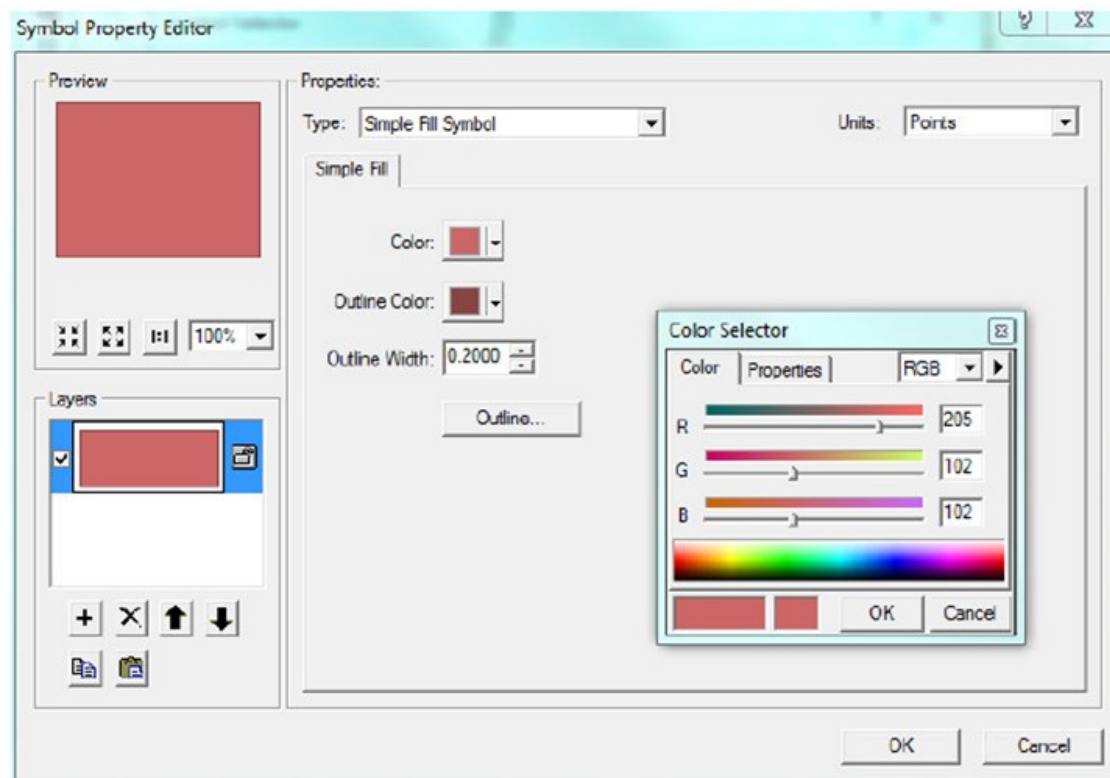 Symbol Property Editor
Preview
100%
Layers
Properties:
Type: Simple Fill Symbol
Units: Points
Simple Fill
Color:
Outline Color:
Outline Width: 0.2000
Outline...
Color Selector
Color Properties RGB
R 205
G 102
B 102
OK Cancel
OK Cancel